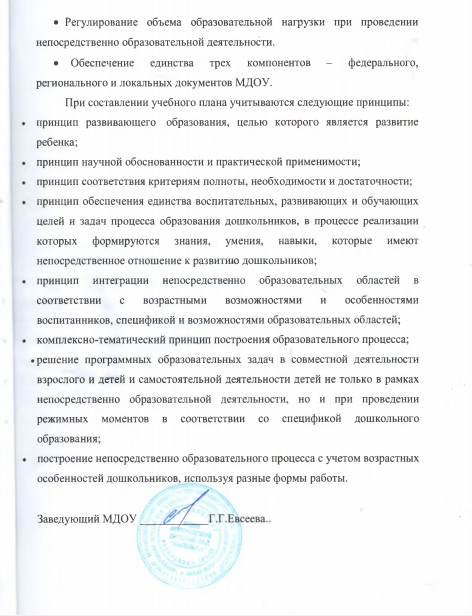 • Регулирование объема образовательной нагрузки при проведении
непосредственно образовательной деятельности.
• Обеспечение единства трех компонентов – федерального,
регионального и локальных документов МДОУ.
При составлении учебного плана учитываются следующие принципы:
• принцип развивающего образования, целью которого является развитие
ребенка;
• принцип научной обоснованности и практической применимости;
• принцип соответствия критериям полноты, необходимости и достаточности;
• принцип обеспечения единства воспитательных, развивающих и обучающих
целей и задач процесса образования дошкольников, в процессе реализации
которых формируются знания, умения, навыки, которые имеют
непосредственное отношение к развитию дошкольников;
• принцип интеграции непосредственно образовательных областей в
соответствии с возрастными возможностями и особенностями
воспитанников, спецификой и возможностями образовательных областей;
• комплексно-тематический принцип построения образовательного процесса;
•решение программных образовательных задач в совместной деятельности
взрослого и детей и самостоятельной деятельности детей не только в рамках
непосредственно образовательной деятельности, но и при проведении
режимных моментов в соответствии со спецификой дошкольного
образования;
• построение непосредственно образовательного процесса с учетом возрастных
особенностей дошкольников, используя разные формы работы.
Заведующий МДОУ ____________Г.Г.Евсеева..